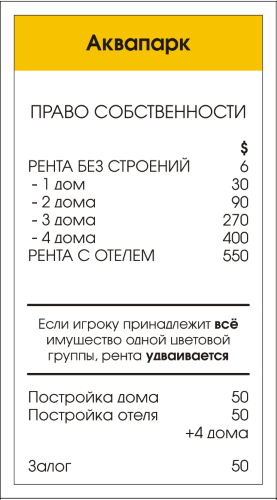 Аквапарк
ПРАВО СОБСТВЕННОСТИ
$
РЕНТА БЕЗ СТРОЕНИЙ 6
- 1 дом 30
- 2 дома 90
- 3 дома 270
- 4 дома 400
РЕНТА С ОТЕЛЕМ 550
Если игроку принадлежит всё
имущество одной цветовой
группы, рента удваивается
Постройка дома 50
Постройка отеля 50
+4 дома
Залог 50